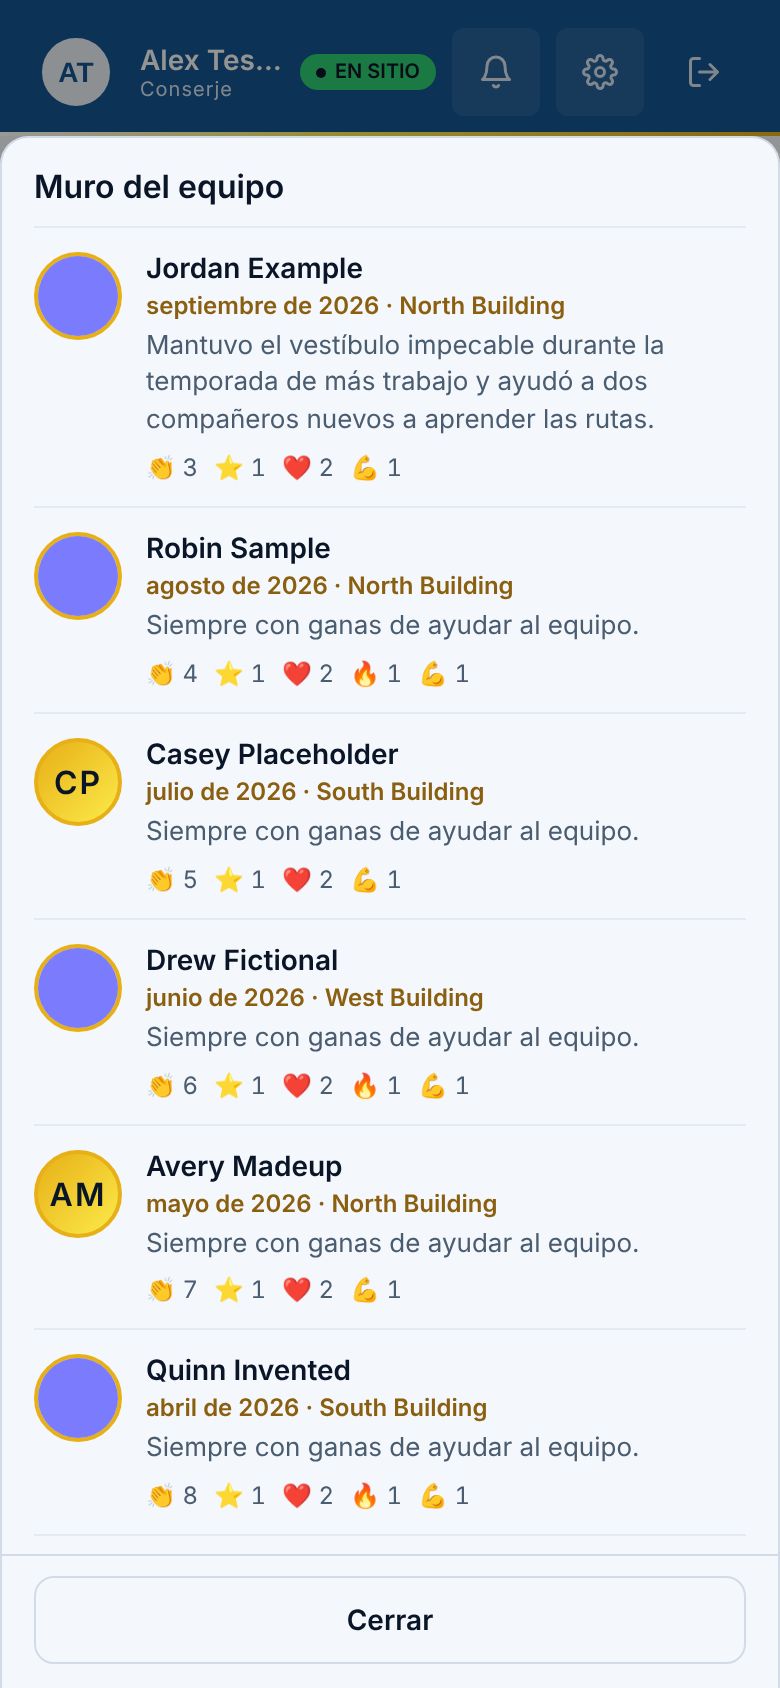 AT
Alex Tes...
Conserje
EN SITIO
Muro del equipo
Jordan Example
septiembre de 2026 · North Building
Mantuvo el vestíbulo impecable durante la
temporada de más trabajo y ayudó a dos
compañeros nuevos a aprender las rutas.
👏 3 ⭐ 1 ❤️ 2 💪 1
Robin Sample
agosto de 2026 · North Building
Siempre con ganas de ayudar al equipo.
👏 4 ⭐ 1 ❤️ 2 🔥 1 💪 1
CP
Casey Placeholder
julio de 2026 · South Building
Siempre con ganas de ayudar al equipo.
👏 5 ⭐ 1 ❤️ 2 💪 1
Drew Fictional
junio de 2026 · West Building
Siempre con ganas de ayudar al equipo.
👏 6 ⭐ 1 ❤️ 2 🔥 1 💪 1
AM
Avery Madeup
mayo de 2026 · North Building
Siempre con ganas de ayudar al equipo.
👏 7 ⭐ 1 ❤️ 2 💪 1
Quinn Invented
abril de 2026 · South Building
Siempre con ganas de ayudar al equipo.
👏 8 ⭐ 1 ❤️ 2 🔥 1 💪 1
Cerrar